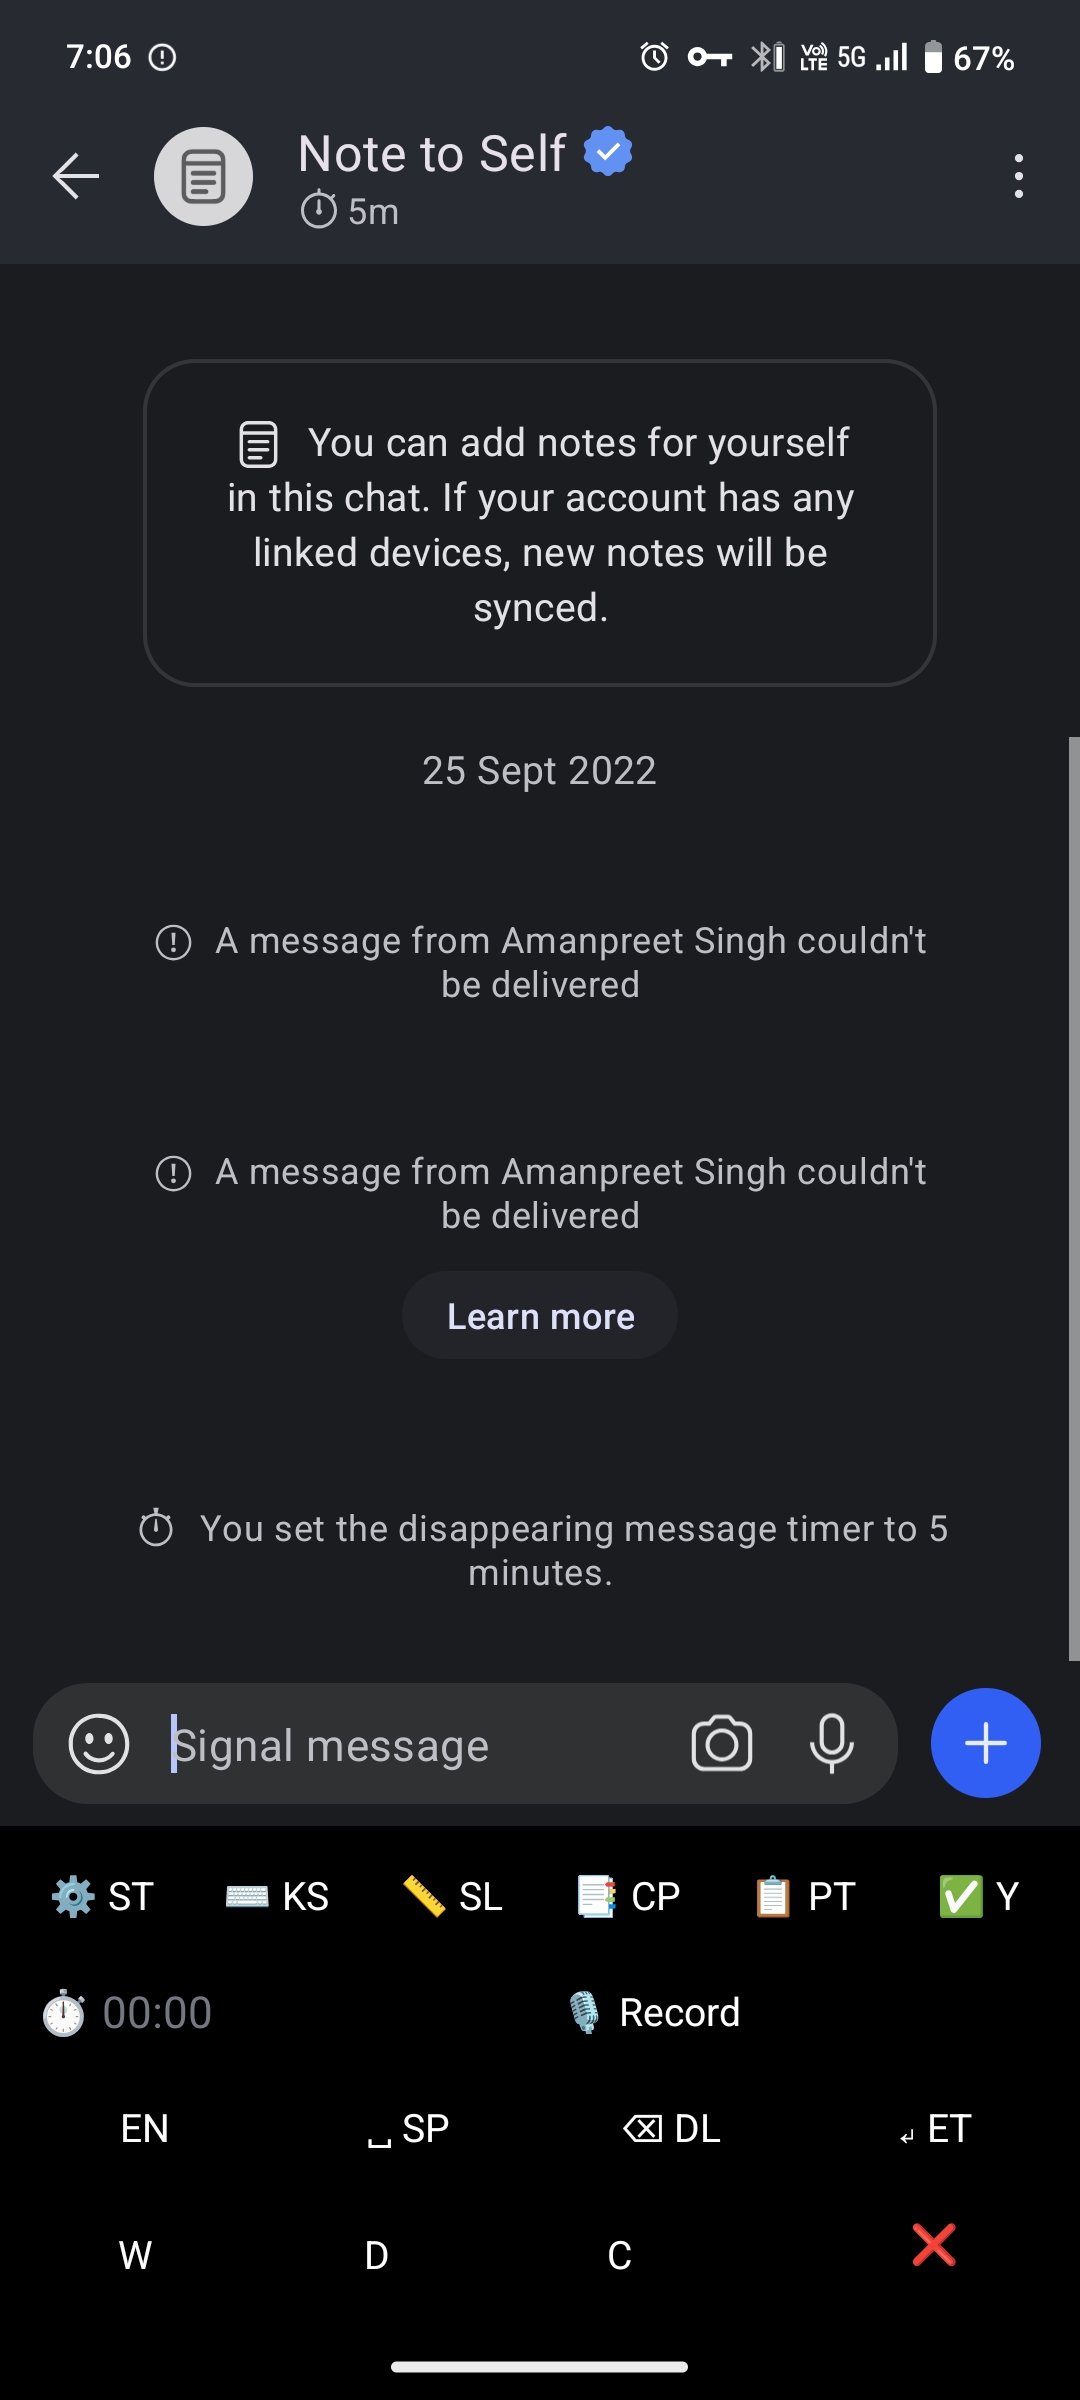 7:06
Vo)) LTE 5G 67%
Note to Self
5m
You can add notes for yourself
in this chat. If your account has any
linked devices, new notes will be
synced.
25 Sept 2022
A message from Amanpreet Singh couldn't
be delivered
A message from Amanpreet Singh couldn't
be delivered
Learn more
You set the disappearing message timer to 5
minutes.
Signal message
ST KS SL CP PT Y
00:00 Record
EN SP DL ET
W D C